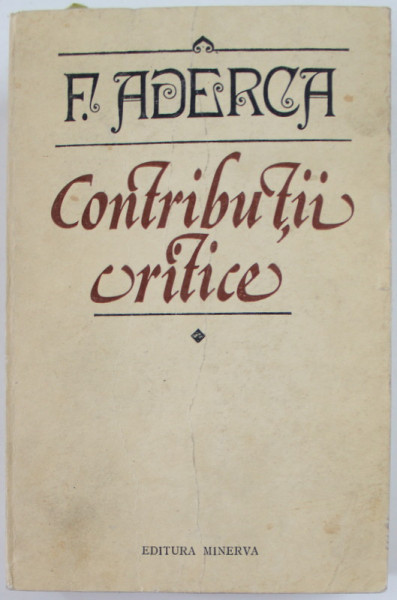 F. ADERCA
Contribuții
critice
EDITURA MINERVA